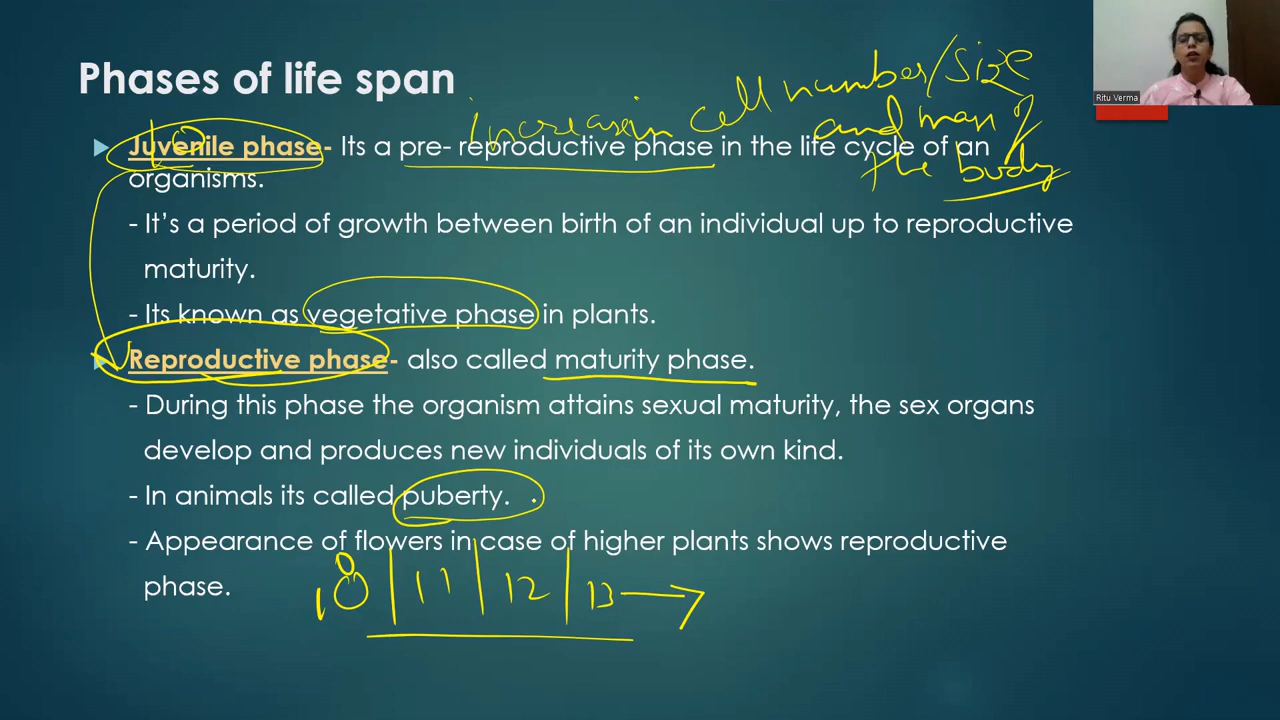 Phases of life span
increase in cell number/size
and mass of
the body
Ritu Verma
Juvenile phase- Its a pre- reproductive phase in the life cycle of an
organisms.
- It's a period of growth between birth of an individual up to reproductive
maturity.
- Its known as vegetative phase in plants.
Reproductive phase- also called maturity phase.
- During this phase the organism attains sexual maturity, the sex organs
develop and produces new individuals of its own kind.
- In animals its called puberty.
- Appearance of flowers in case of higher plants shows reproductive
phase.
11 | 12 | 13